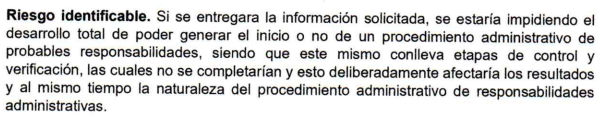 Riesgo identificable. Si se entregara la información solicitada, se estaría impidiendo el
desarrollo total de poder generar el inicio o no de un procedimiento administrativo de
probables responsabilidades, siendo que este mismo conlleva etapas de control y
verificación, las cuales no se completarían y esto deliberadamente afectaría los resultados
y al mismo tiempo la naturaleza del procedimiento administrativo de responsabilidades
administrativas.